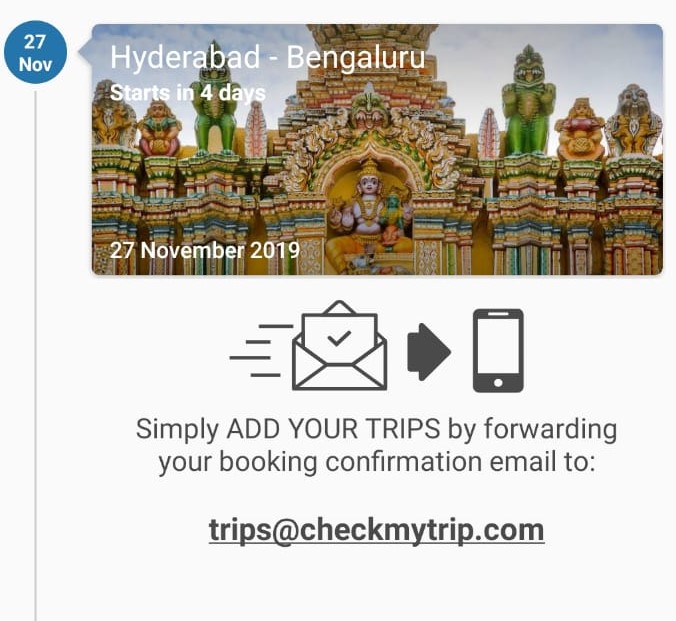 27
Nov
Hyderabad - Bengaluru
Starts in 4 days
27 November 2019
Simply ADD YOUR TRIPS by forwarding
your booking confirmation email to:
trips@checkmytrip.com